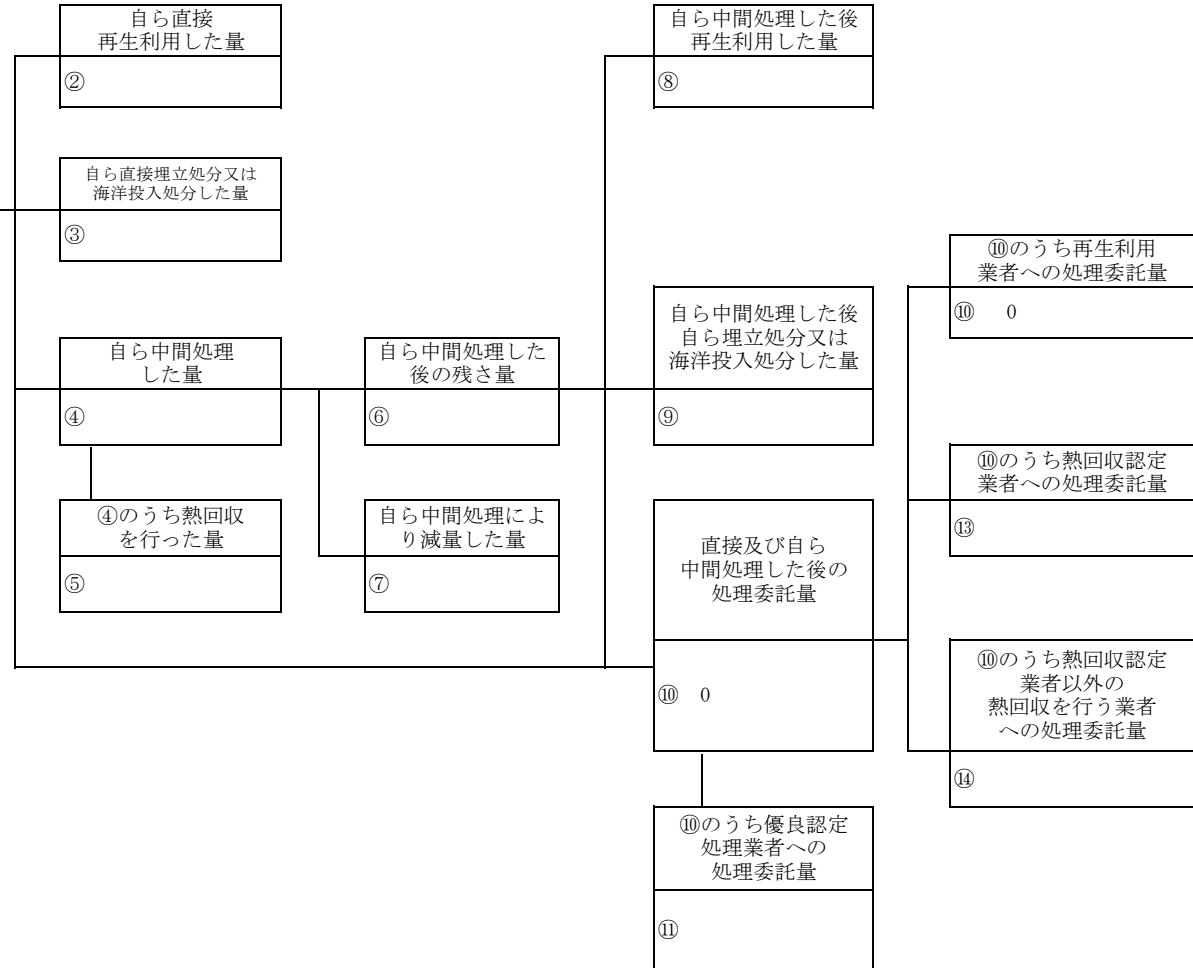 自ら直接
再生利用した量
②
自ら中間処理した後
再生利用した量
⑧
自ら直接埋立処分又は
海洋投入処分した量
③
⑩のうち再生利用
業者への処理委託量
⑩ 0
自ら中間処理した後
自ら埋立処分又は
海洋投入処分した量
⑨
自ら中間処理
した量
④
自ら中間処理した
後の残さ量
⑥
⑩のうち熱回収認定
業者への処理委託量
⑬
④のうち熱回収
を行った量
⑤
自ら中間処理によ
り減量した量
⑦
直接及び自ら
中間処理した後の
処理委託量
⑩ 0
⑩のうち熱回収認定
業者以外の
熱回収を行う業者
への処理委託量
⑭
⑩のうち優良認定
処理業者への
処理委託量
⑪